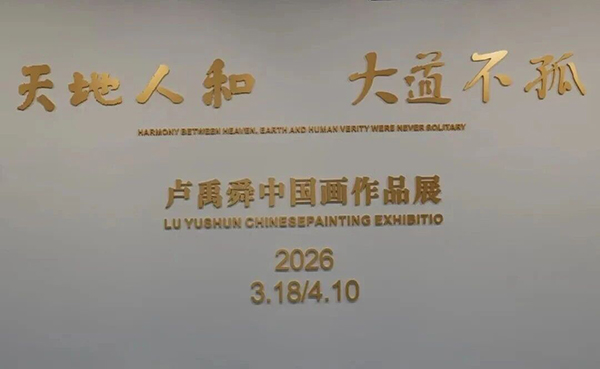 天地人和 大道不孤
HARMONY BETWEEN HEAVEN, EARTH AND HUMAN VERITY WERE NEVER SOLITARY
卢禹舜中国画作品展
LU YUSHUN CHINESEPAINTING EXHIBITIO
2026
3.18/4.10